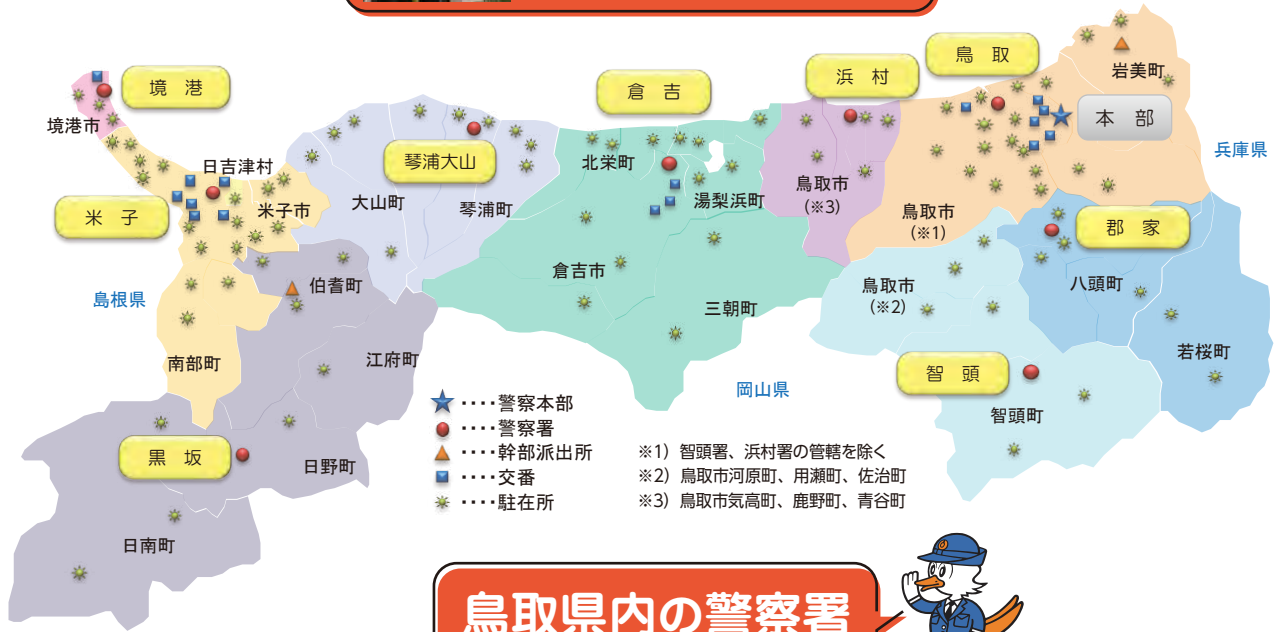 鳥 取
岩美町
浜 村
境 港
倉 吉
本 部
境港市
兵庫県
日吉津村
琴浦大山
北栄町
鳥取市
(※3)
米 子
米子市
大山町
琴浦町
湯梨浜町
鳥取市
(※1)
郡 家
倉吉市
鳥取市
(※2)
八頭町
島根県
伯耆町
三朝町
若桜町
南部町
江府町
智 頭
岡山県
智頭町
黒 坂
日野町
日南町
････警察本部
････警察署
････幹部派出所
････交番
････駐在所
※1）智頭署、浜村署の管轄を除く
※2）鳥取市河原町、用瀬町、佐治町
※3）鳥取市気高町、鹿野町、青谷町
鳥取県内の警察署